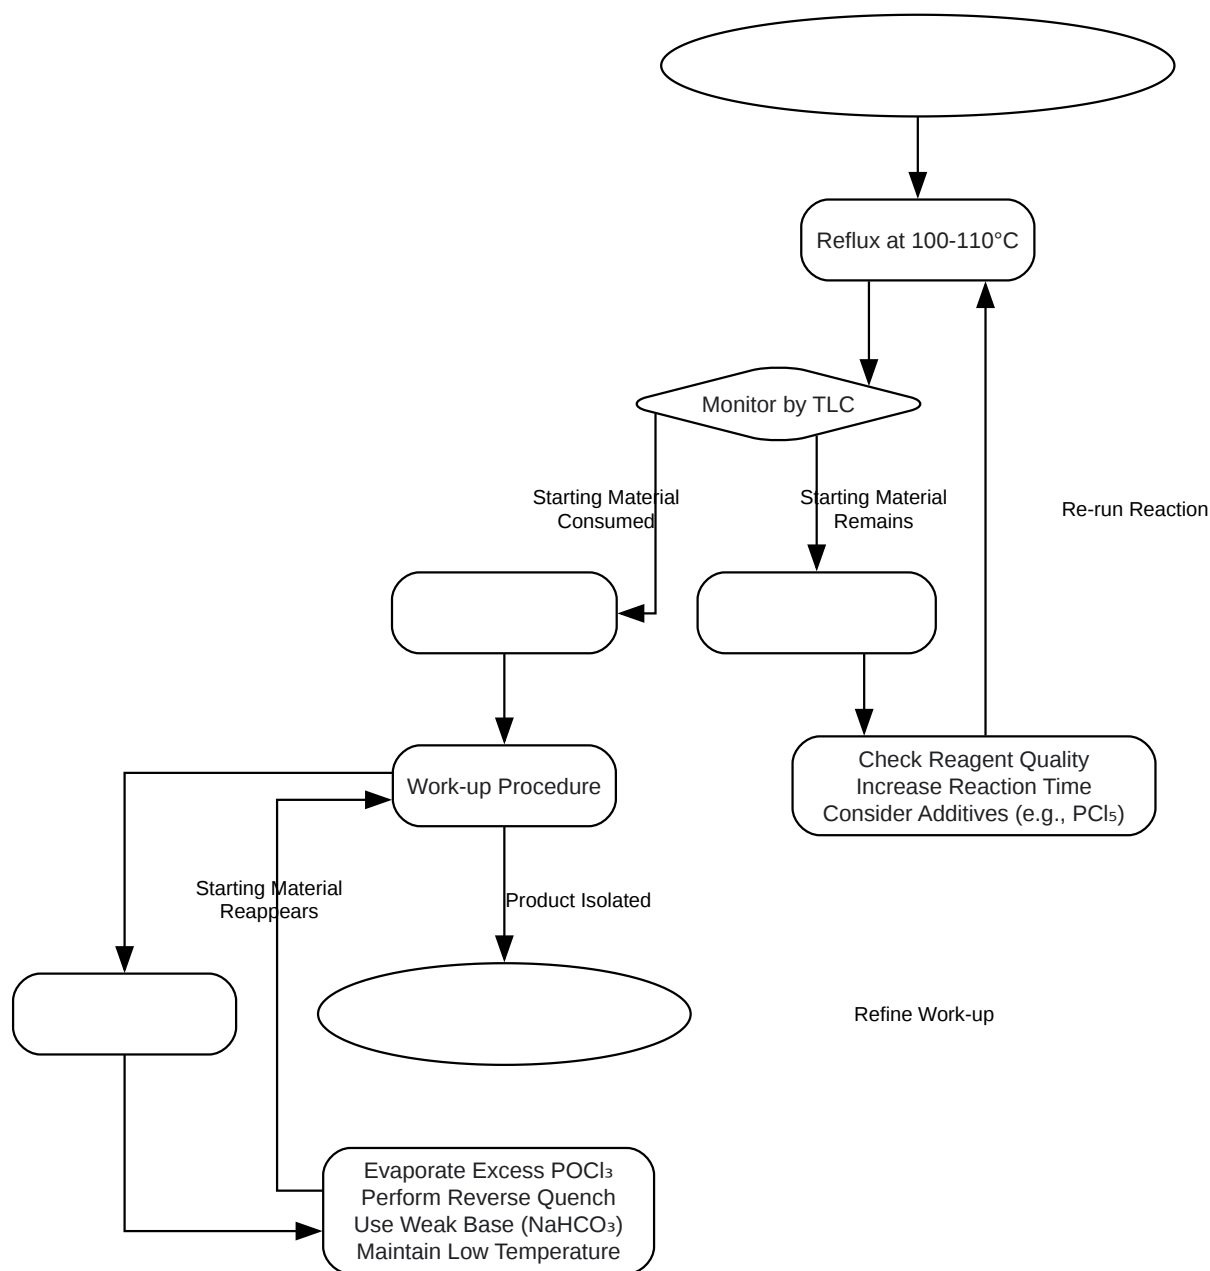 Reflux at 100-110°C
Monitor by TLC
Starting Material
Consumed
Starting Material
Remains
Re-run Reaction
Work-up Procedure
Check Reagent Quality
Increase Reaction Time
Consider Additives (e.g., PCl₅)
Starting Material
Reappears
Product Isolated
Refine Work-up
Evaporate Excess POCl₃
Perform Reverse Quench
Use Weak Base (NaHCO₃)
Maintain Low Temperature